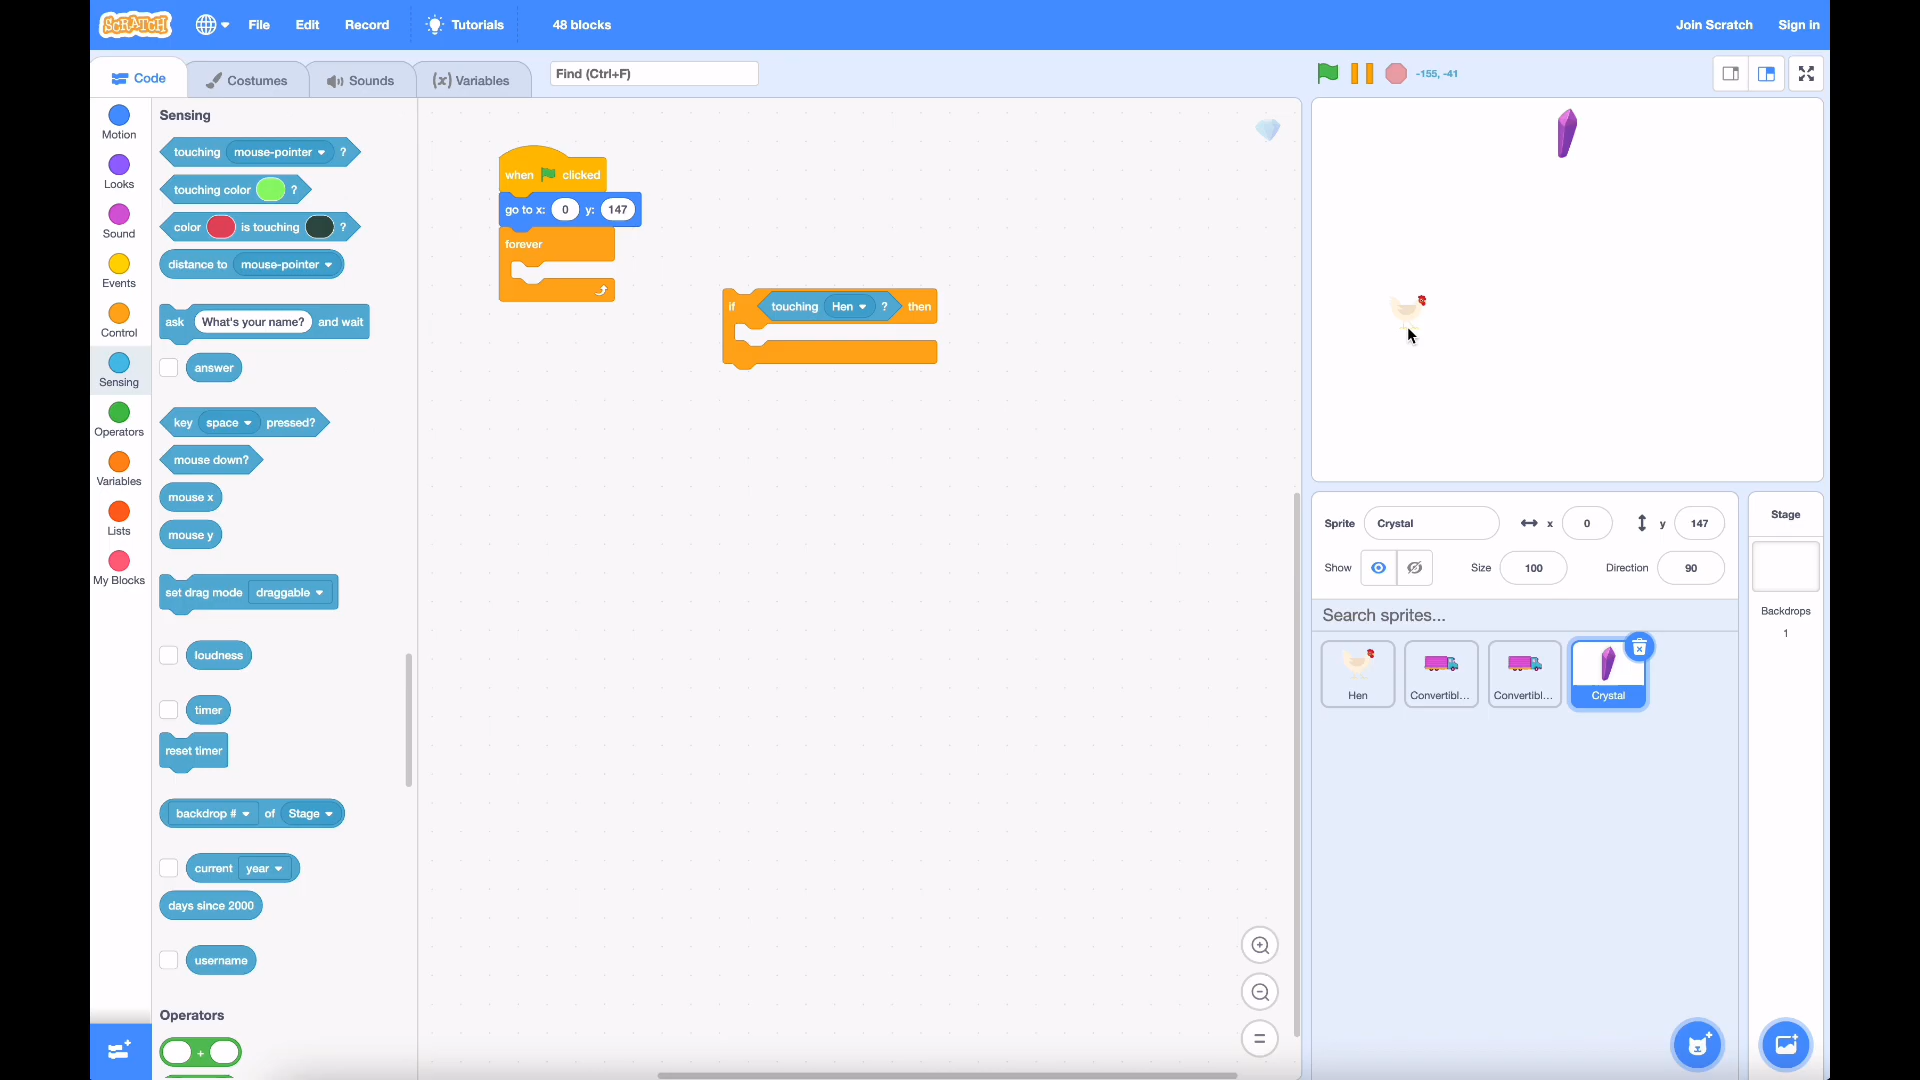 SCRATCH File Edit Record Tutorials 48 blocks Join Scratch Sign in
Code Costumes Sounds (x) Variables Find (Ctrl+F) -155, -41
Motion
Looks
Sound
Events
Control
Sensing
Operators
Variables
Lists
My Blocks
Sensing
touching mouse-pointer ?
touching color ?
color is touching ?
distance to mouse-pointer
ask What's your name? and wait
answer
key space pressed?
mouse down?
mouse x
mouse y
set drag mode draggable
loudness
timer
reset timer
backdrop # of Stage
current year
days since 2000
username
Operators
+
when clicked
go to x: 0 y: 147
forever
if touching Hen ? then
Sprite Crystal x 0 y 147
Show Size 100 Direction 90
Search sprites...
Hen Convertibl... Convertibl... Crystal
Stage
Backdrops
1